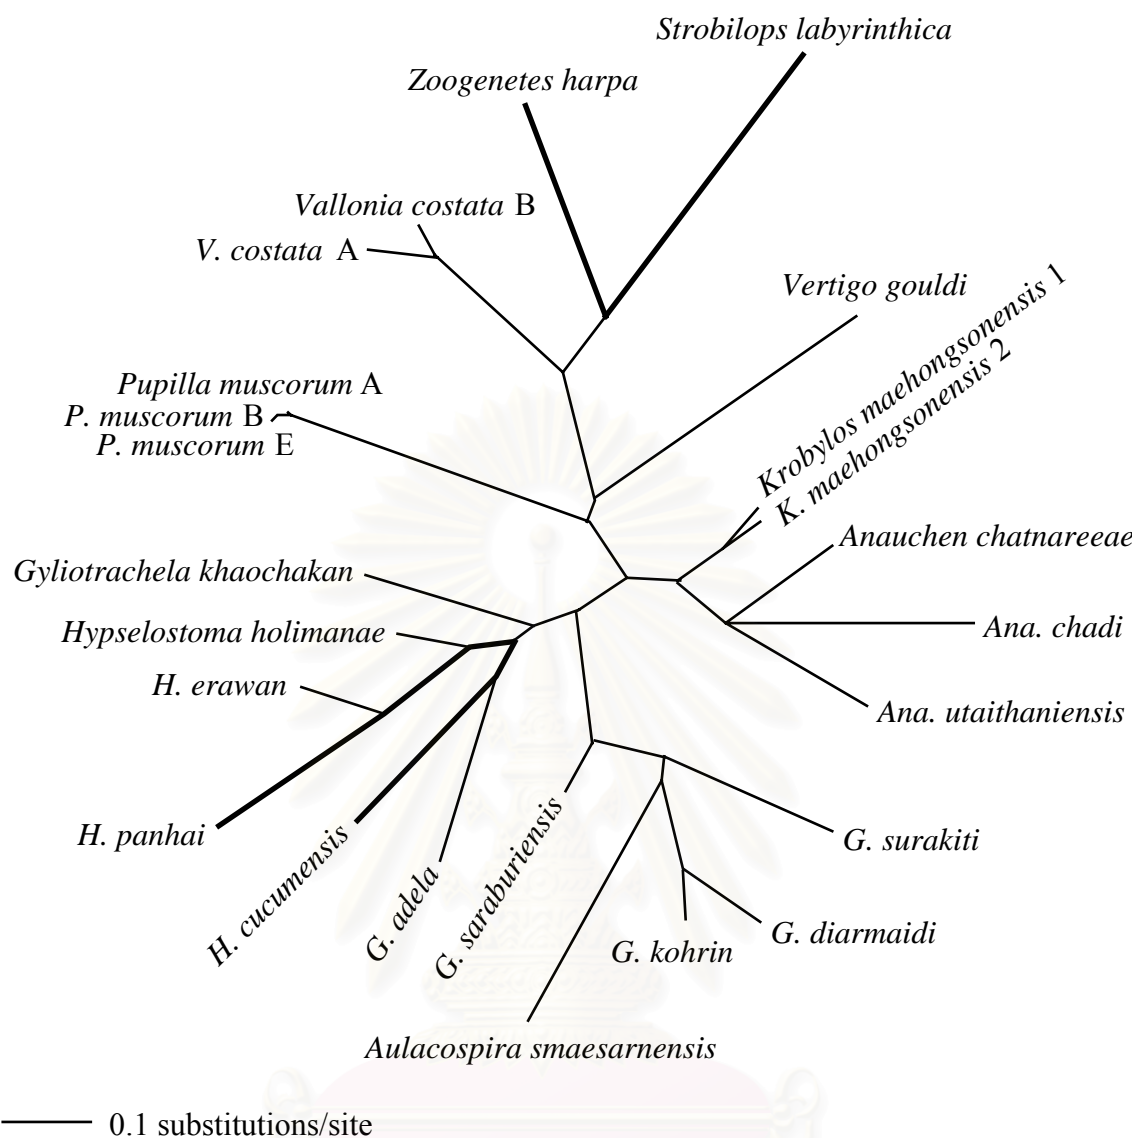 Strobilops labyrinthica
Zoogenetes harpa
Vallonia costata B
V. costata A
Vertigo gouldi
Krobylos maehongsonensis 1
K. maehongsonensis 2
Pupilla muscorum A
P. muscorum B
P. muscorum E
Anauchen chatnareeae
Gyliotrachela khaochakan
Hypselostoma holimanae
Ana. chadi
H. erawan
Ana. utaithaniensis
H. panhai
G. surakiti
H. cucumensis
G. adela
G. saraburiensis
G. diarmaidi
G. kohrin
Aulacospira smaesarnensis
0.1 substitutions/site